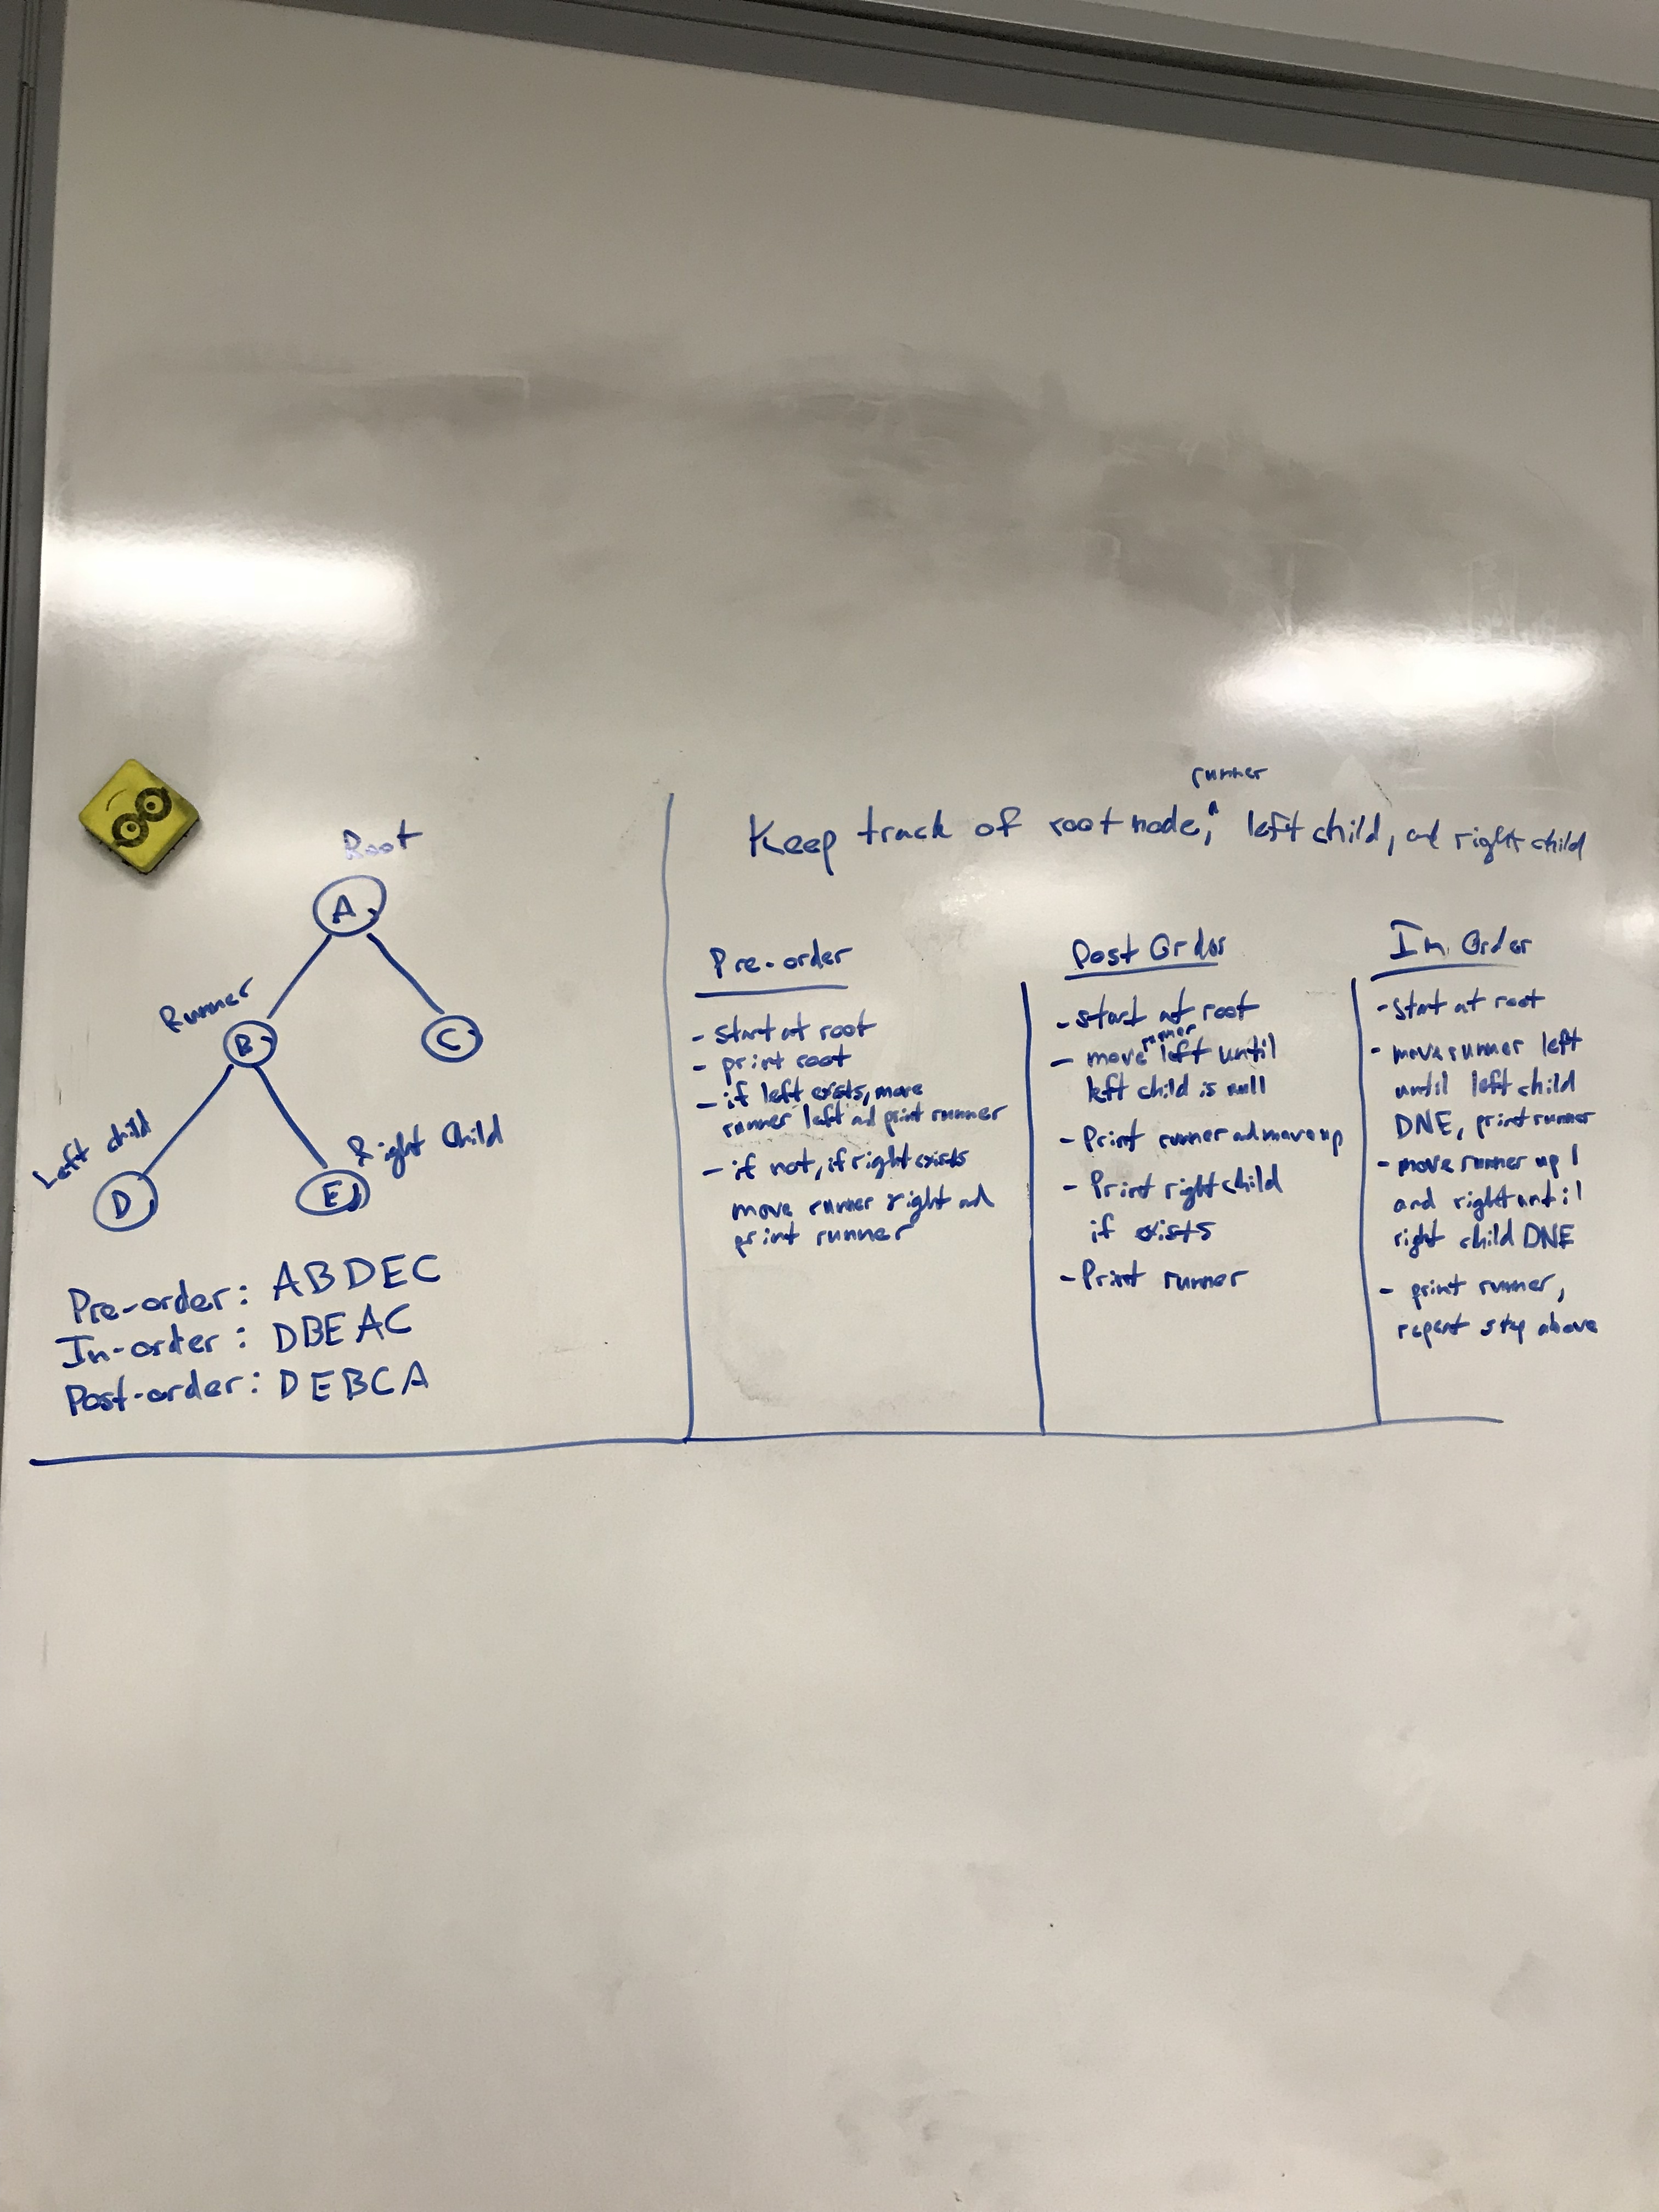 Root
A
Runner
B
C
Left child
Right Child
D
E
Pre-order: ABDEC
In-order: DBEAC
Post-order: DEBCA
runner
Keep track of root node, ^ left child, and right child
Pre-order
- start at root
- print root
- if left exists, move
runner left and print runner
- if not, if right exists
move runner right and
print runner
Post Order
- start at root
runner
- move left until
left child is null
- Print runner and move up
- Print right child
if exists
- Print runner
In Order
- start at root
- move runner left
until left child
DNE, print runner
- move runner up 1
and right until
right child DNE
- print runner,
repeat step above